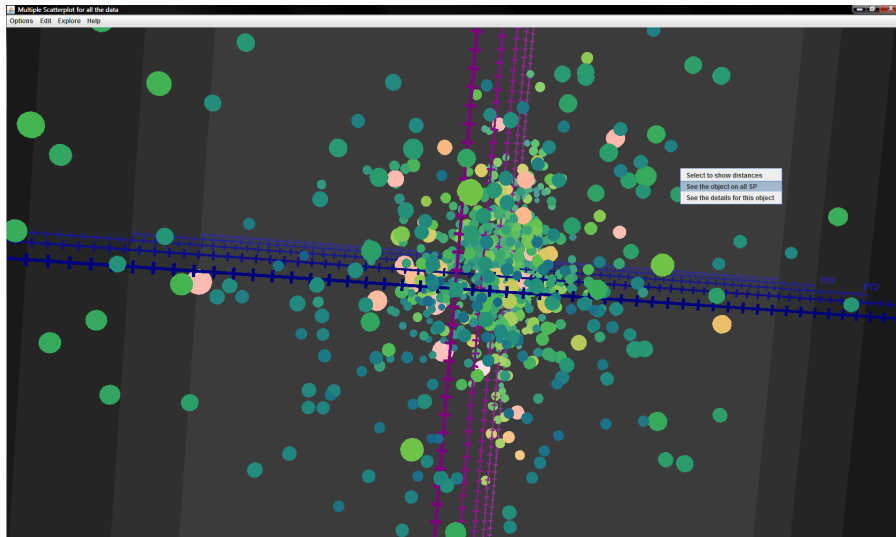 Multiple Scatterplot for all the data
Options Edit Explore Help
Select to show distances
See the object on all SP
See the details for this object